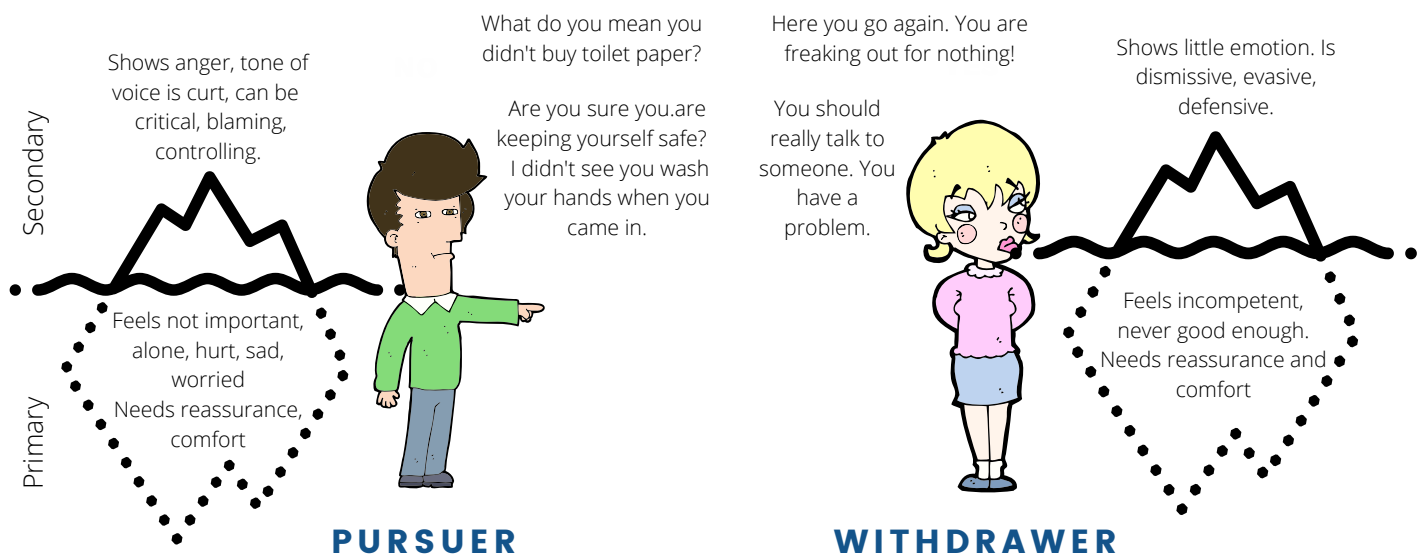 Secondary
Primary
Shows anger, tone of
voice is curt, can be
critical, blaming,
controlling.
Feels not important,
alone, hurt, sad,
worried
Needs reassurance,
comfort
What do you mean you
didn't buy toilet paper?
Are you sure you.are
keeping yourself safe?
I didn't see you wash
your hands when you
came in.
Here you go again. You are
freaking out for nothing!
You should
really talk to
someone. You
have a
problem.
Shows little emotion. Is
dismissive, evasive,
defensive.
Feels incompetent,
never good enough.
Needs reassurance and
comfort
PURSUER
WITHDRAWER